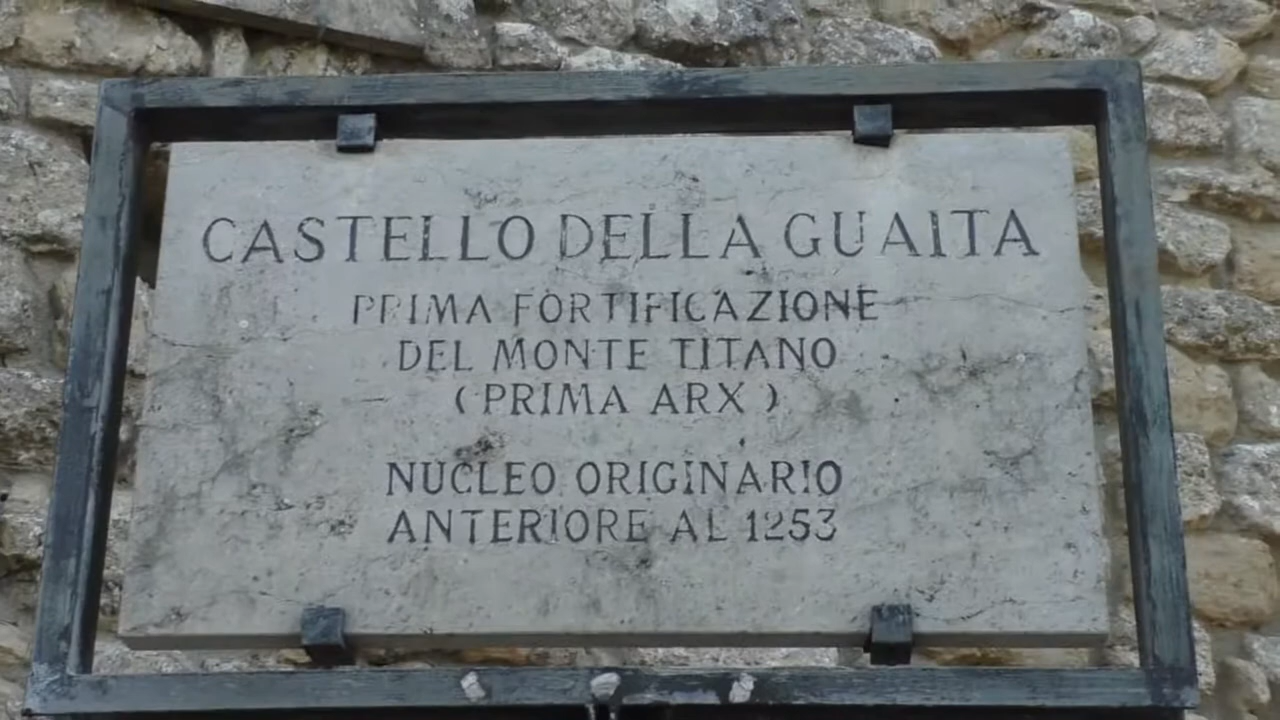 CASTELLO DELLA GUAITA
PRIMA FORTIFICAZIONE
DEL MONTE TITANO
(PRIMA ARX)
NUCLEO ORIGINARIO
ANTERIORE AL 1253